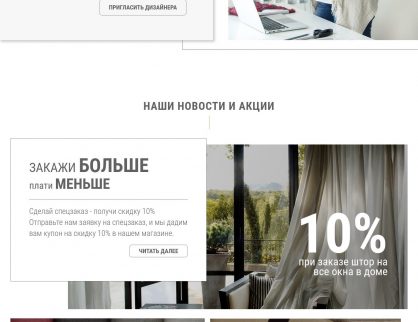 ПРИГЛАСИТЬ ДИЗАЙНЕРА
НАШИ НОВОСТИ И АКЦИИ
ЗАКАЖИ БОЛЬШЕ
плати МЕНЬШЕ
Сделай спецзаказ - получи скидку 10%
Отправьте нам заявку на спецзаказ, и мы дадим
вам купон на скидку 10% в нашем магазине.
ЧИТАТЬ ДАЛЕЕ
10%
при заказе штор на
все окна в доме